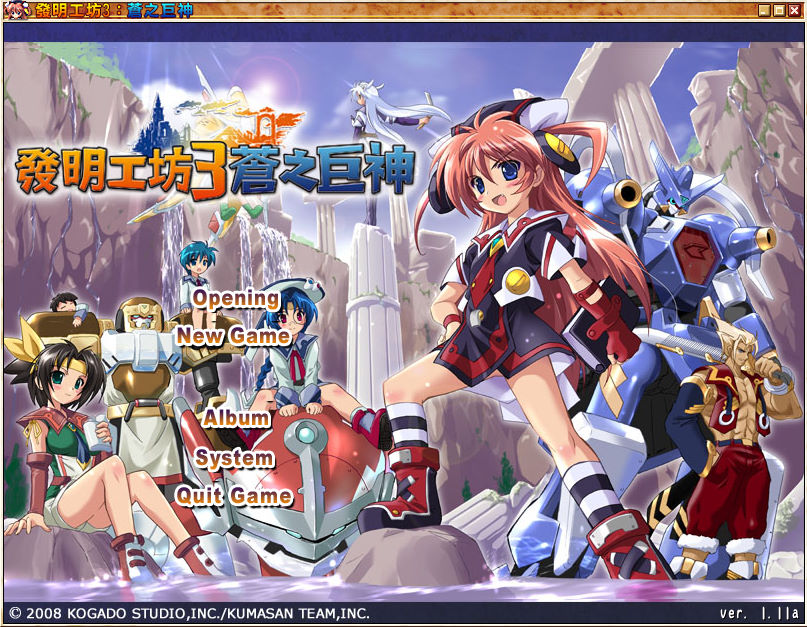 發明工坊3：蒼之巨神
發明工坊3 蒼之巨神
Opening
New Game
Album
System
Quit Game
© 2008 KOGADO STUDIO,INC./KUMASAN TEAM,INC.
ver. 1.11a